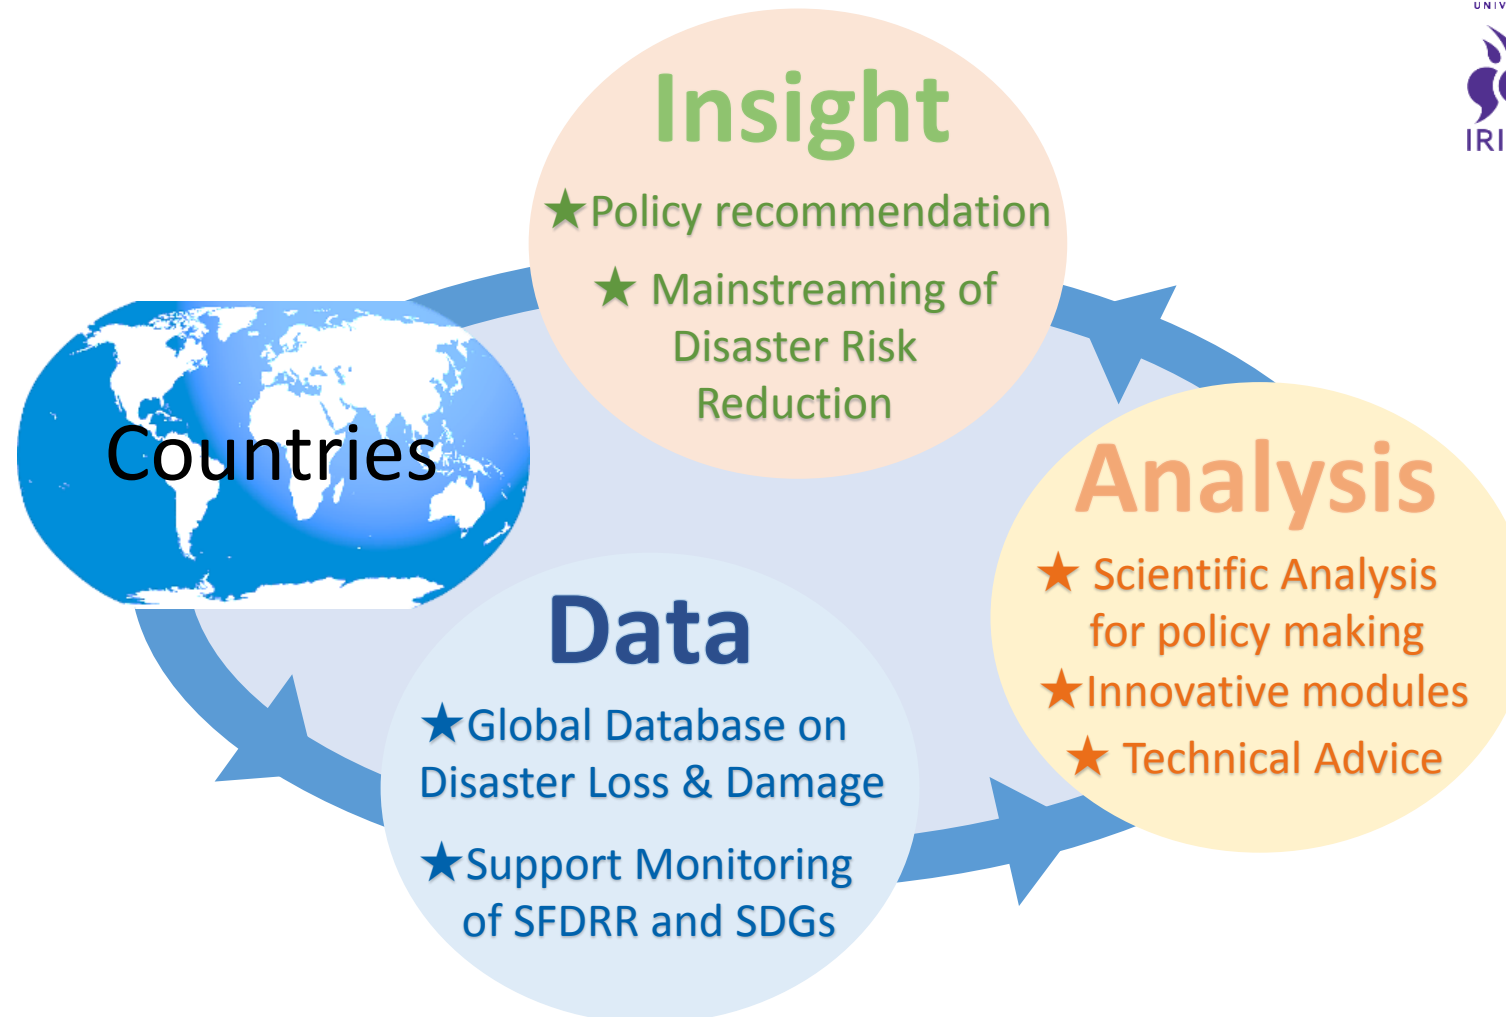 Insight
★Policy recommendation
★ Mainstreaming of
Disaster Risk
Reduction
Countries
Analysis
★ Scientific Analysis
for policy making
★Innovative modules
★ Technical Advice
Data
★Global Database on
Disaster Loss & Damage
★Support Monitoring
of SFDRR and SDGs